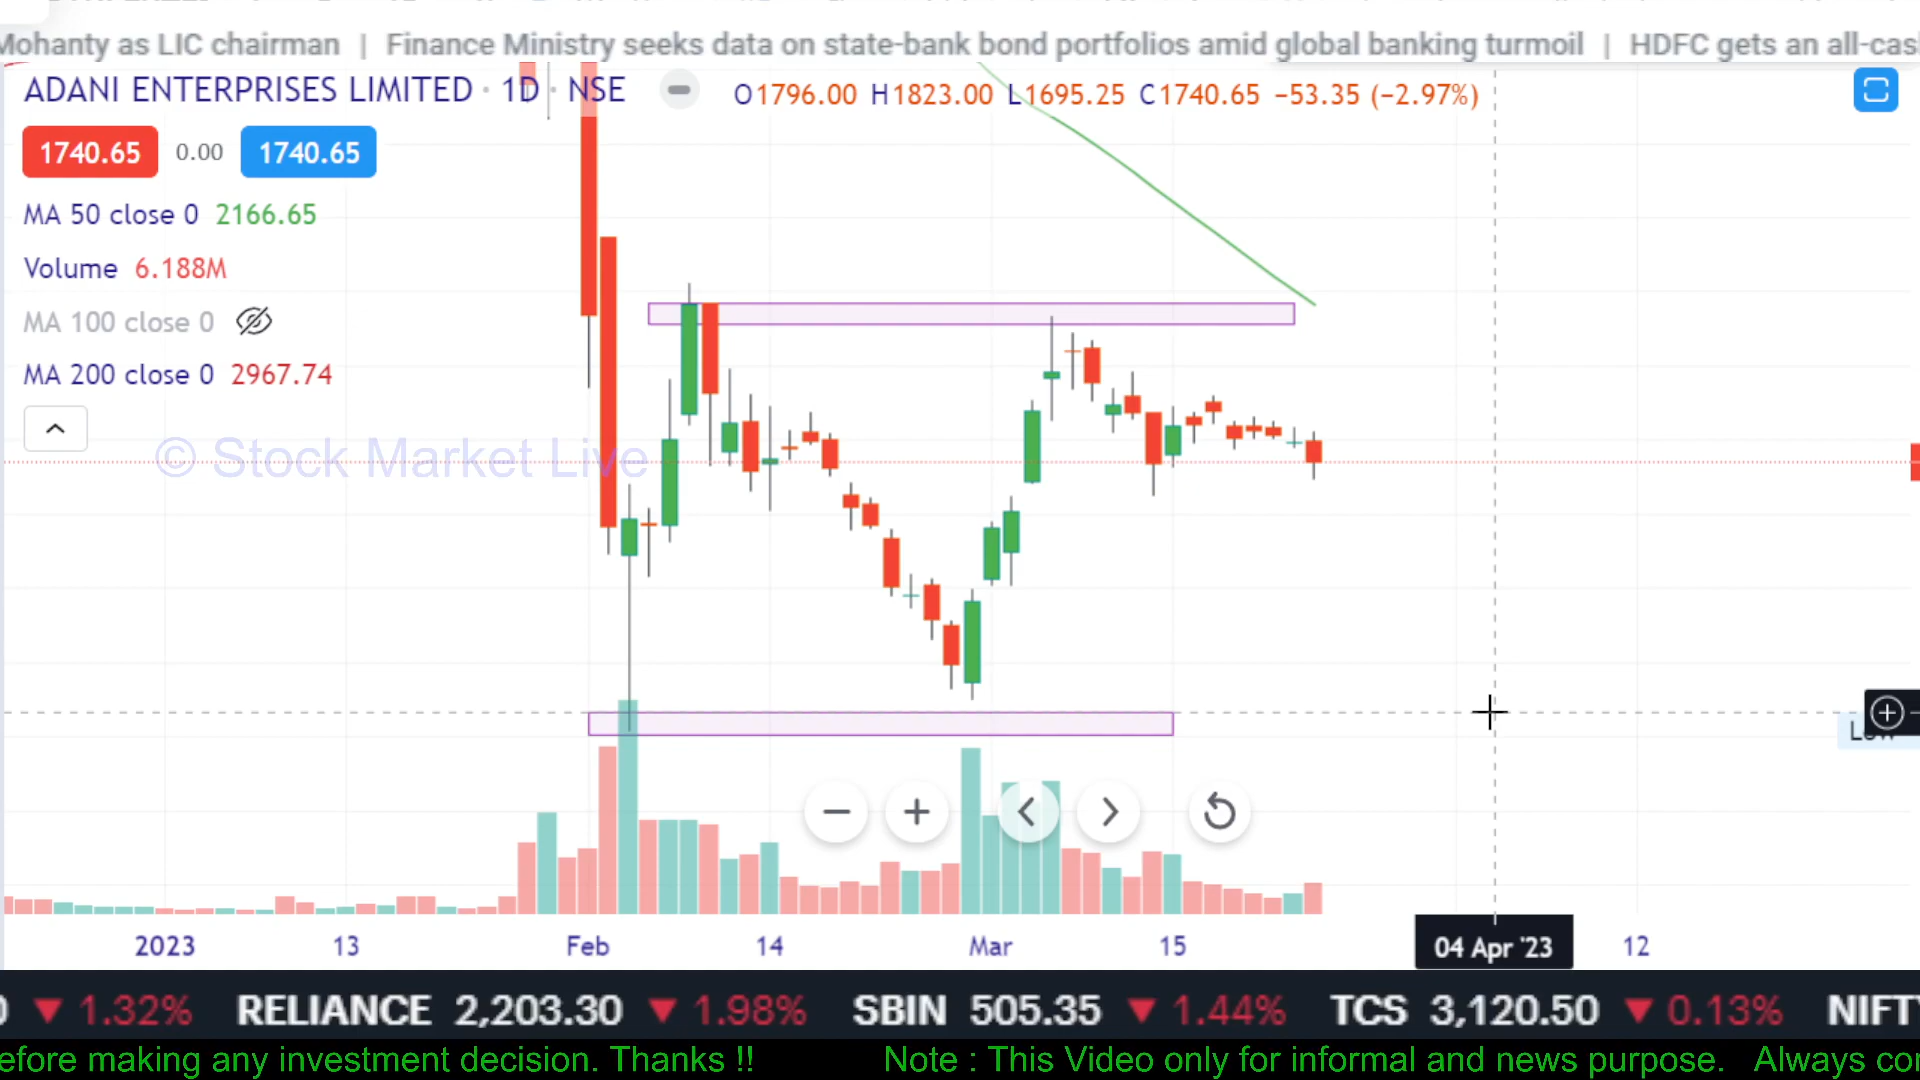 Mohanty as LIC chairman | Finance Ministry seeks data on state-bank bond portfolios amid global banking turmoil | HDFC gets an all-cas
ADANI ENTERPRISES LIMITED · 1D · NSE O1796.00 H1823.00 L1695.25 C1740.65 −53.35 (−2.97%)
1740.65 0.00 1740.65
MA 50 close 0 2166.65
Volume 6.188M
MA 100 close 0
MA 200 close 0 2967.74
© Stock Market Live
2023 13 Feb 14 Mar 15 04 Apr '23 12
1.32% RELIANCE 2,203.30 ▼ 1.98% SBIN 505.35 ▼ 1.44% TCS 3,120.50 ▼ 0.13% NIFTY
efore making any investment decision. Thanks !! Note : This Video only for informal and news purpose. Always con